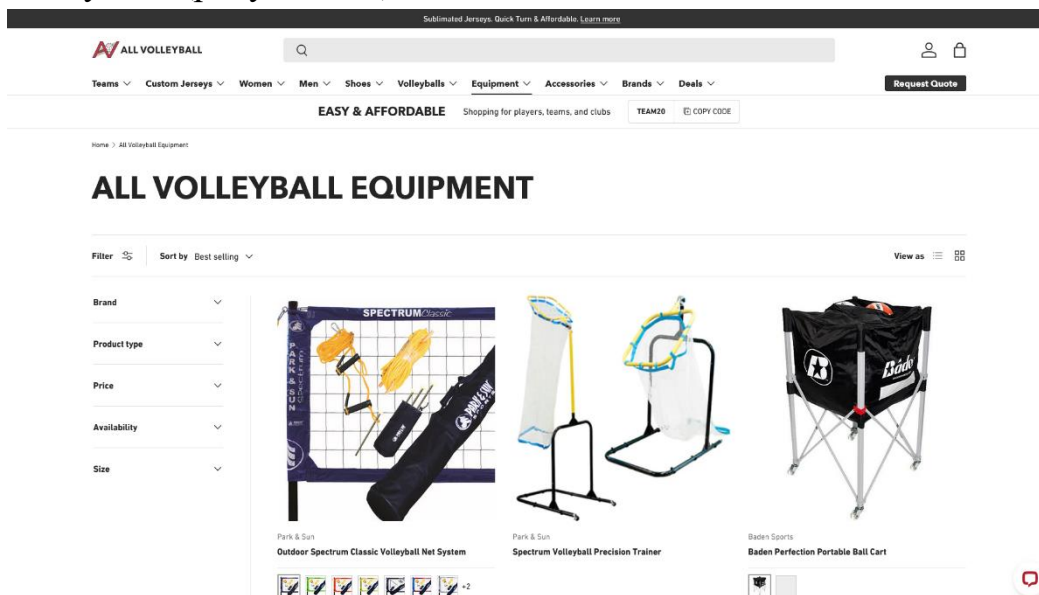 Sublimated Jerseys. Quick Turn & Affordable. Learn more
ALL VOLLEYBALL
Teams Custom Jerseys Women Men Shoes Volleyballs Equipment Accessories Brands Deals Request Quote
EASY & AFFORDABLE Shopping for players, teams, and clubs TEAM20 COPY CODE
Home > All Volleyball Equipment
ALL VOLLEYBALL EQUIPMENT
Filter Sort by Best selling View as
Brand
Product type
Price
Availability
Size
SPECTRUM Classic
PARK & SUN
Spectrum
PARK & SUN
Baden
Park & Sun Park & Sun Baden Sports
Outdoor Spectrum Classic Volleyball Net System Spectrum Volleyball Precision Trainer Baden Perfection Portable Ball Cart
+2